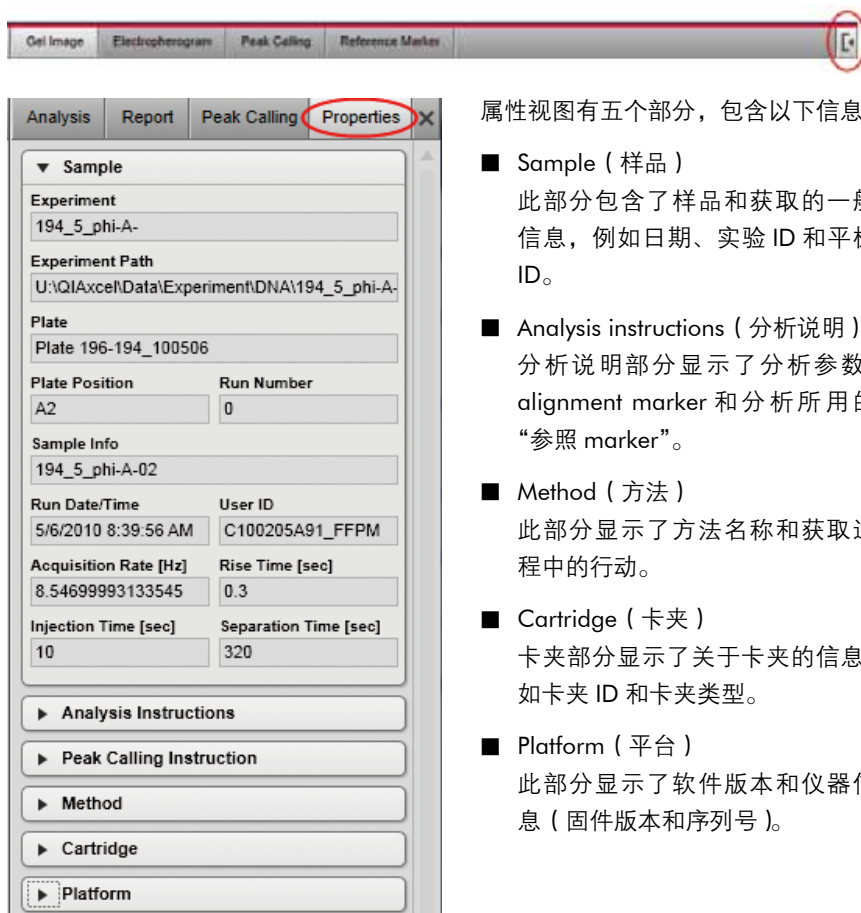 Gel Image Electropherogram Peak Calling Reference Marker
Analysis Report Peak Calling Properties
Sample
Experiment
194_5_phi-A-
Experiment Path
U:\QIAxcel\Data\Experiment\DNA\194_5_phi-A-
Plate
Plate 196-194_100506
Plate Position Run Number
A2 0
Sample Info
194_5_phi-A-02
Run Date/Time User ID
5/6/2010 8:39:56 AM C100205A91_FFPM
Acquisition Rate [Hz] Rise Time [sec]
8.54699993133545 0.3
Injection Time [sec] Separation Time [sec]
10 320
Analysis Instructions
Peak Calling Instruction
Method
Cartridge
Platform
属性视图有五个部分，包含以下信息
■ Sample（样品）
此部分包含了样品和获取的一
信息，例如日期、实验 ID 和平
ID。
■ Analysis instructions（分析说明）
分析说明部分显示了分析参数
alignment marker 和分析所用
“参照 marker”。
■ Method（方法）
此部分显示了方法名称和获取
程中的行动。
■ Cartridge（卡夹）
卡夹部分显示了关于卡夹的信息
如卡夹 ID 和卡夹类型。
■ Platform（平台）
此部分显示了软件版本和仪器
息（固件版本和序列号）。